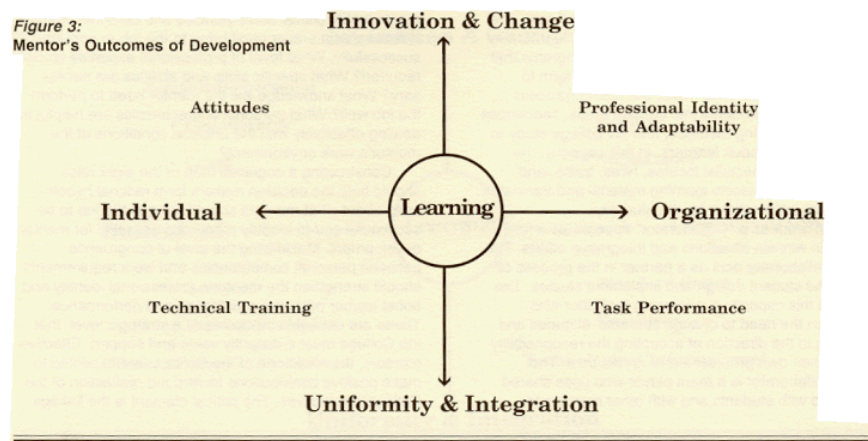 Figure 3:
Mentor's Outcomes of Development
Innovation & Change
Attitudes
Professional Identity
and Adaptability
Individual
Learning
Organizational
Technical Training
Task Performance
Uniformity & Integration